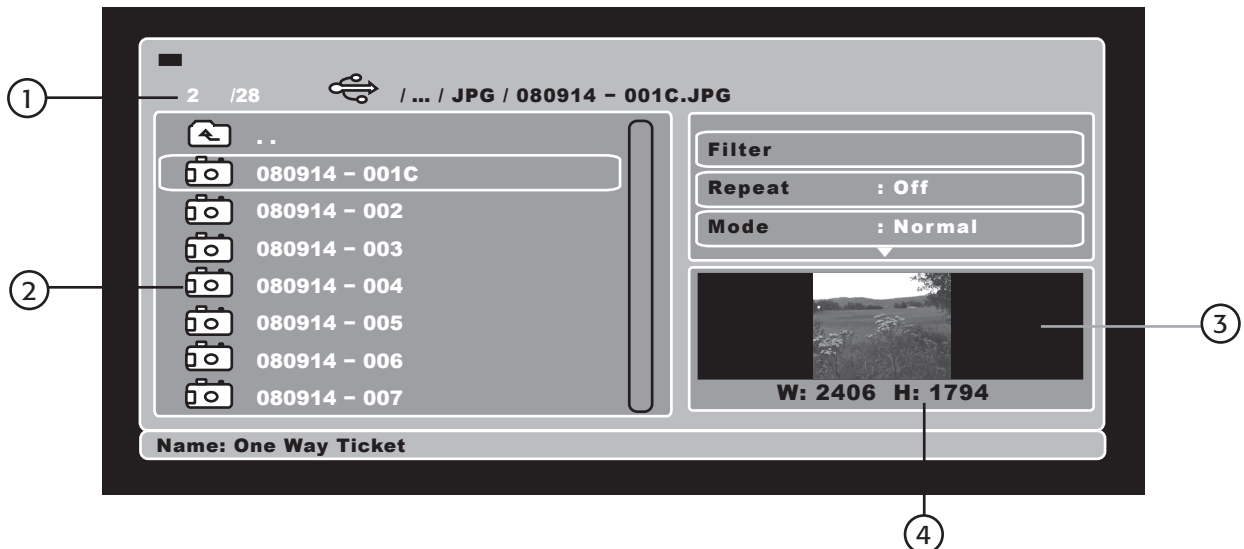 2 /28 / ... / JPG / 080914 – 001C.JPG
1
. .
080914 – 001C
080914 – 002
080914 – 003
2
080914 – 004
080914 – 005
080914 – 006
080914 – 007
Filter
Repeat : Off
Mode : Normal
3
W: 2406 H: 1794
Name: One Way Ticket
4